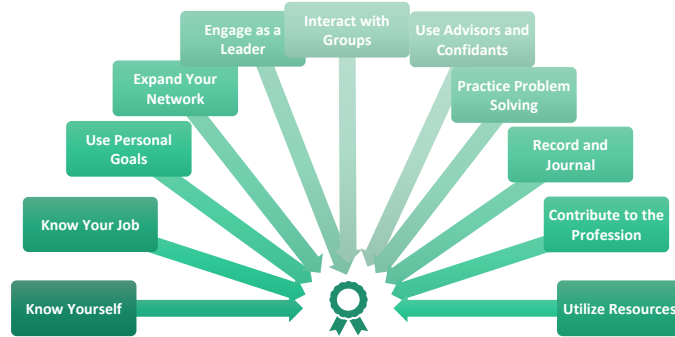 Interact with
Groups
Engage as a
Leader
Use Advisors and
Confidants
Expand Your
Network
Practice Problem
Solving
Use Personal
Goals
Record and
Journal
Know Your Job
Contribute to the
Profession
Know Yourself
Utilize Resources